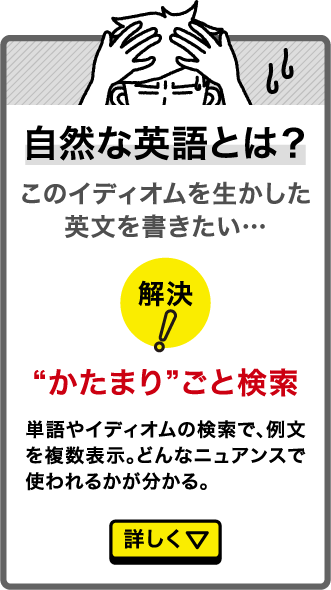 自然な英語とは？
このイディオムを生かした
英文を書きたい…
解決
!
“かたまり”ごと検索
単語やイディオムの検索で、例文
を複数表示。どんなニュアンスで
使われるかが分かる。
詳しく▽